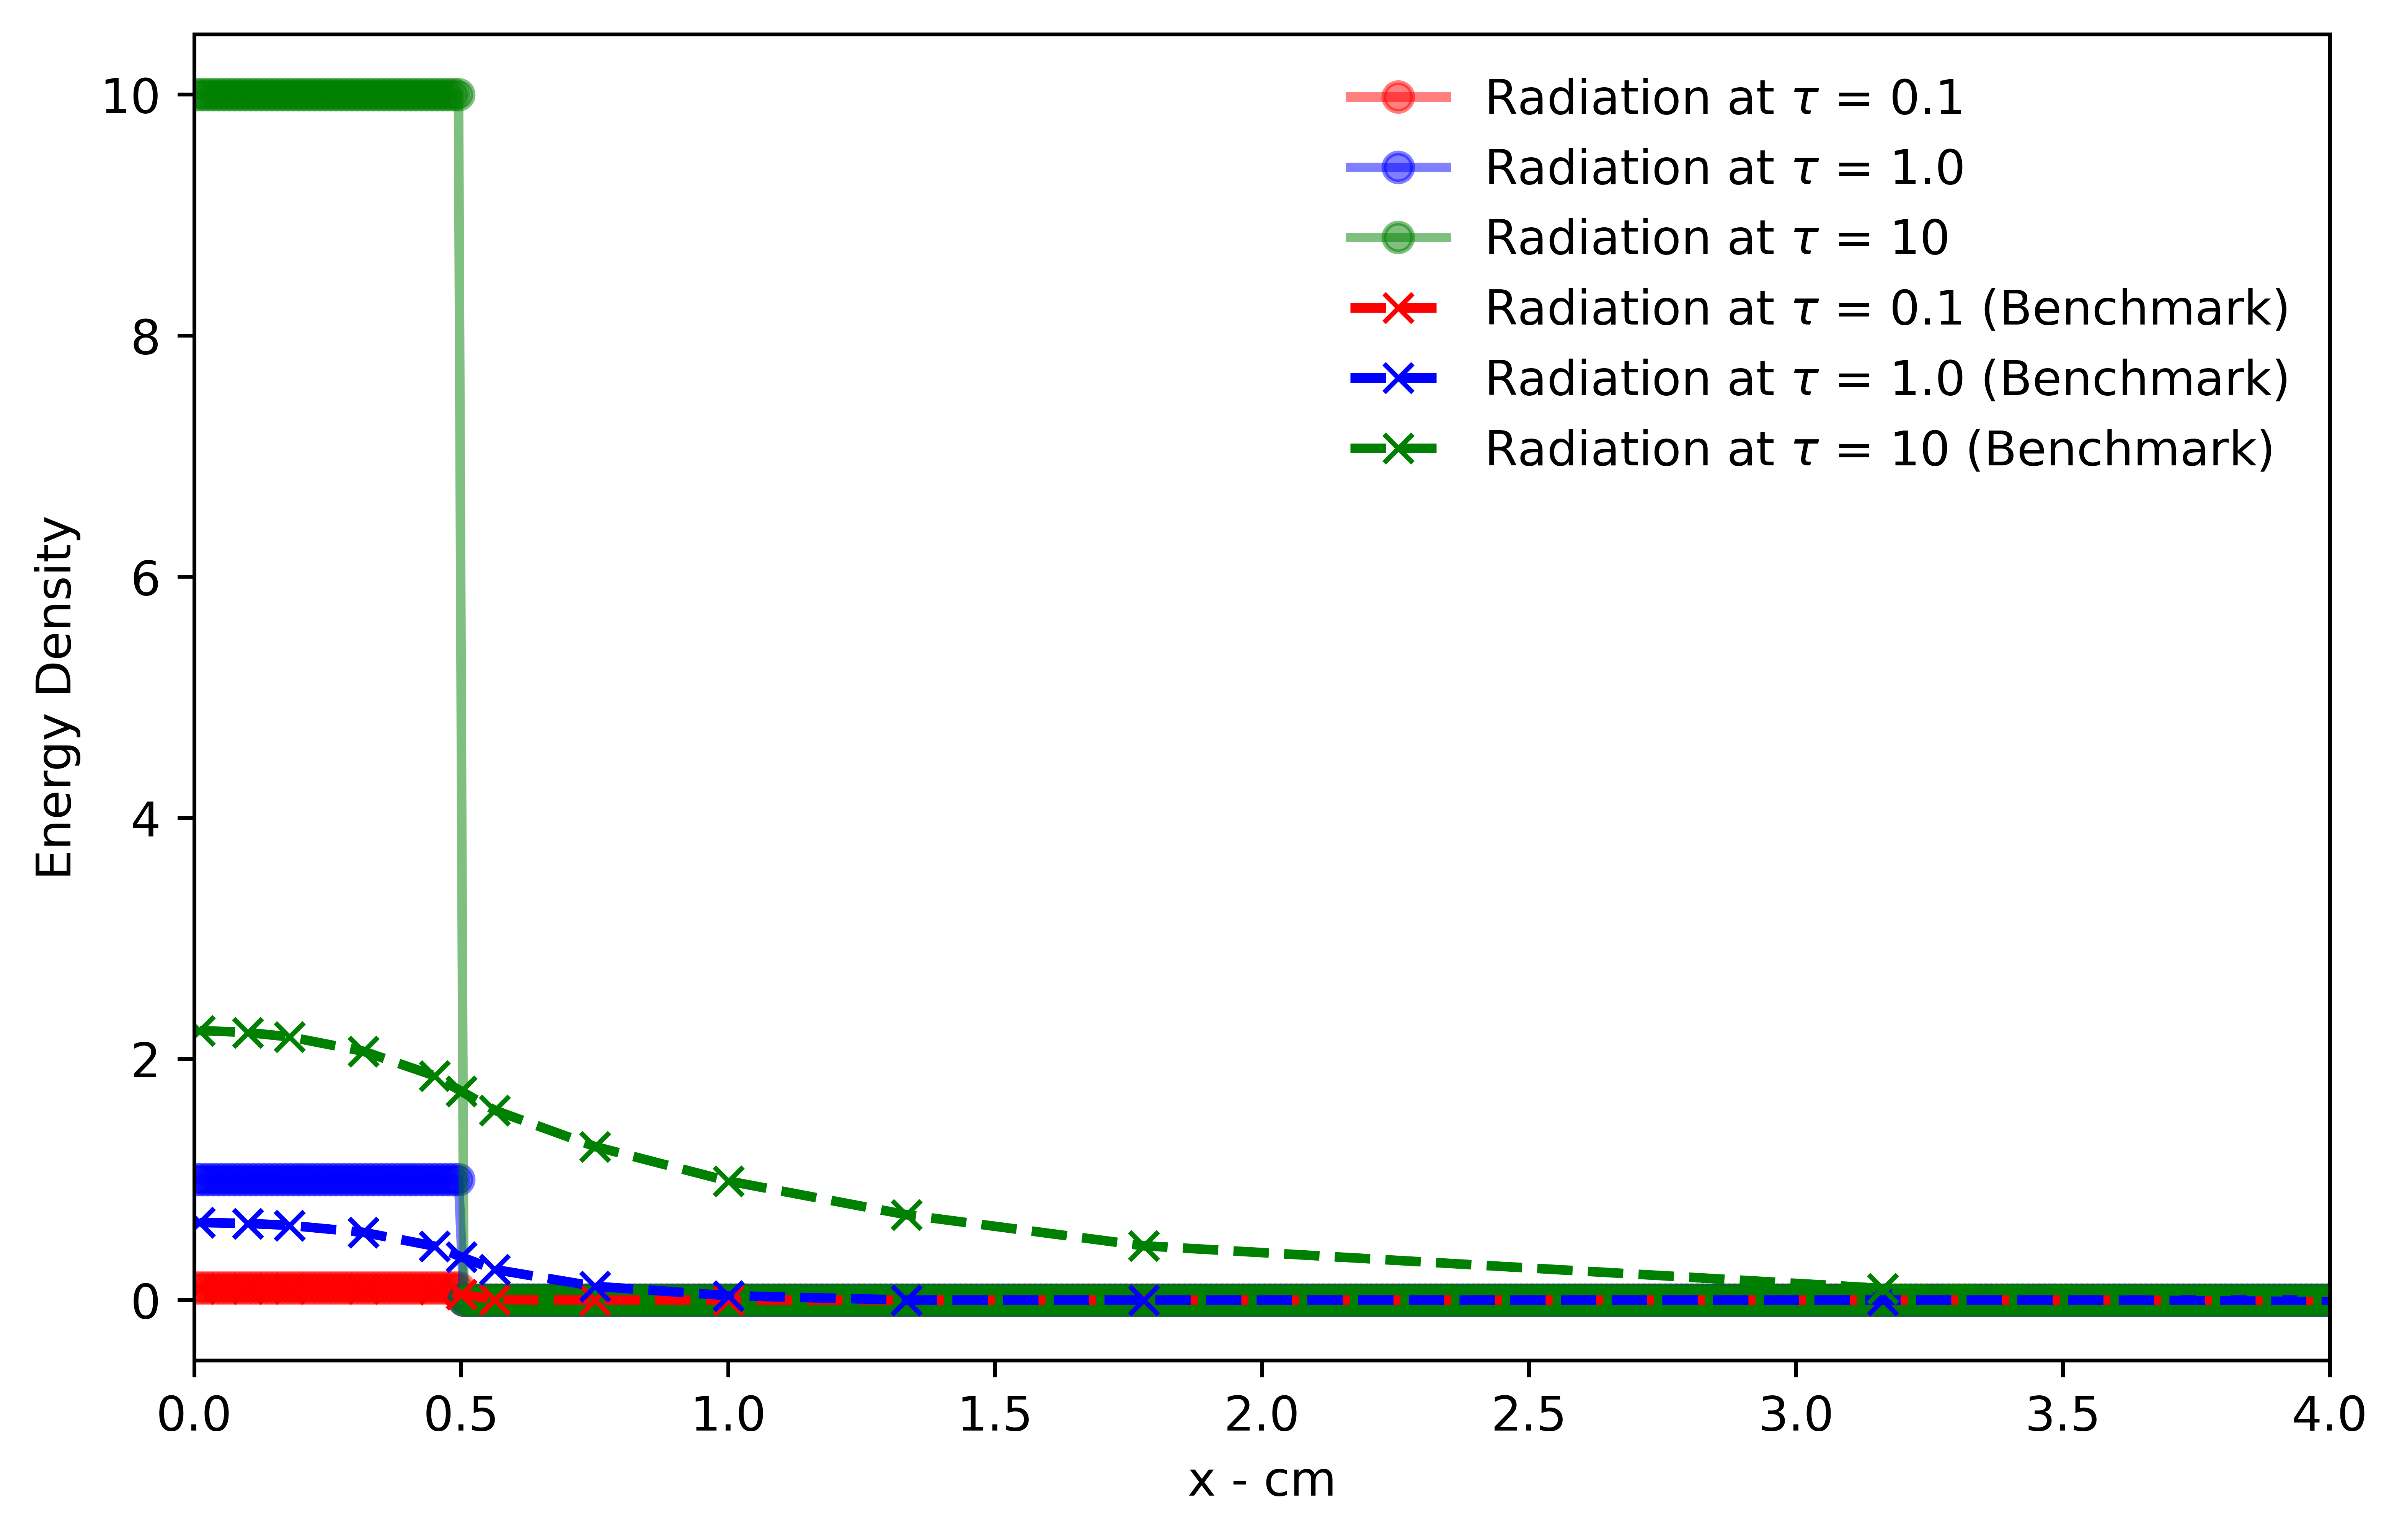 10
8
6
4
2
0
Energy Density
0.0 0.5 1.0 1.5 2.0 2.5 3.0 3.5 4.0
x - cm
Radiation at τ = 0.1
Radiation at τ = 1.0
Radiation at τ = 10
Radiation at τ = 0.1 (Benchmark)
Radiation at τ = 1.0 (Benchmark)
Radiation at τ = 10 (Benchmark)